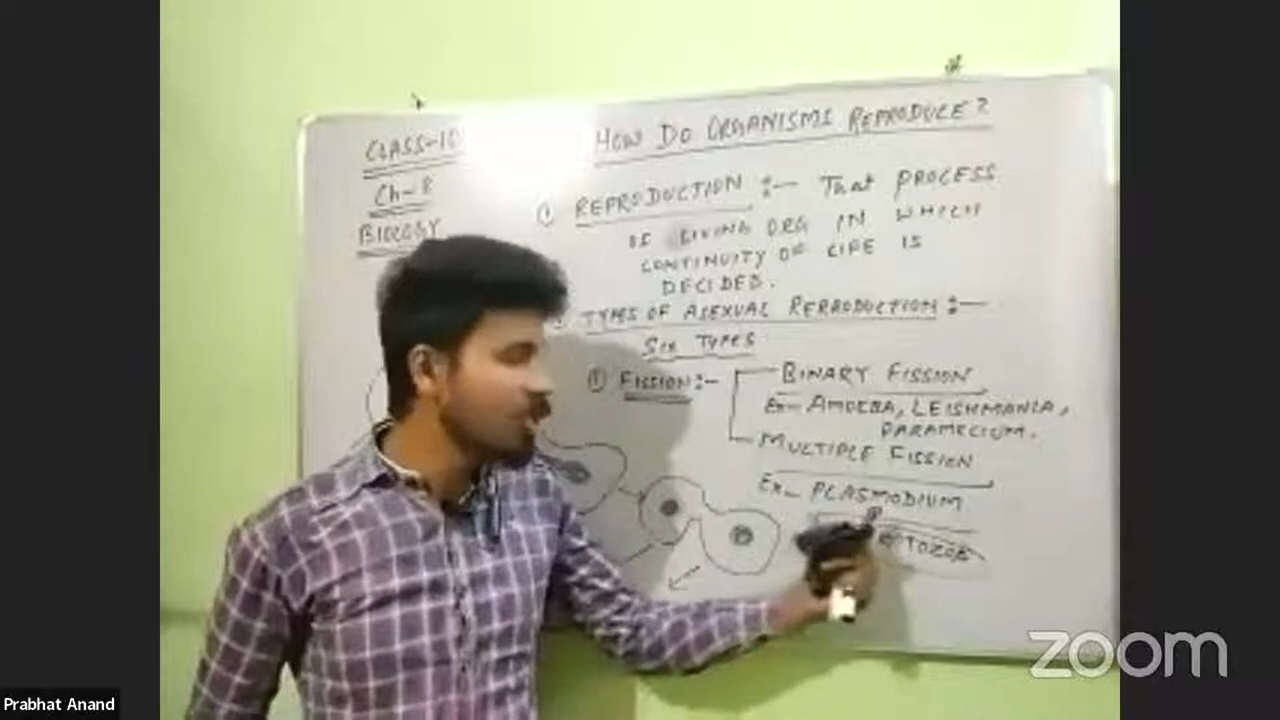 CLASS-10
HOW DO ORGANISMS REPRODUCE?
Ch-8
BIOLOGY
① REPRODUCTION :- That PROCESS
OF LIVING ORG IN WHICH
CONTINUITY OF LIFE IS
DECIDED.
TYPES OF ASEXUAL REPRODUCTION :-
SIX TYPES
① FISSION:- BINARY FISSION
Ex- AMOEBA, LEISHMANIA,
PARAMECIUM.
MULTIPLE FISSION
Ex- PLASMODIUM
zoom
Prabhat Anand